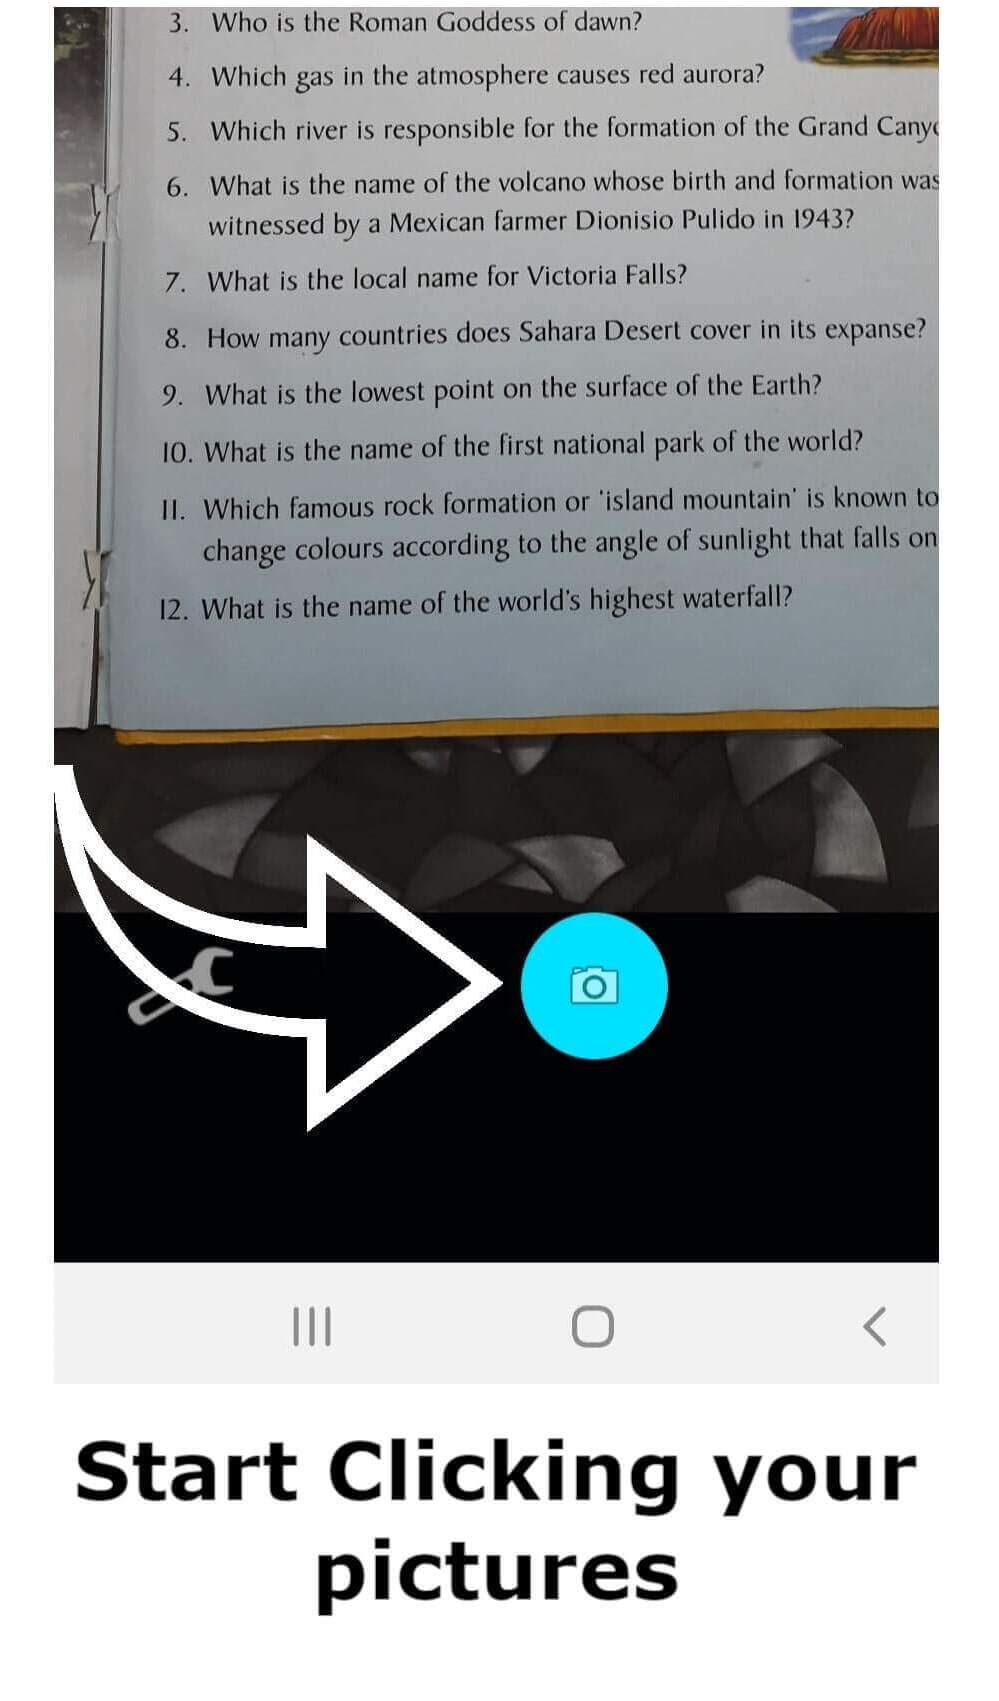 3. Who is the Roman Goddess of dawn?
4. Which gas in the atmosphere causes red aurora?
5. Which river is responsible for the formation of the Grand Canyo
6. What is the name of the volcano whose birth and formation was
witnessed by a Mexican farmer Dionisio Pulido in 1943?
7. What is the local name for Victoria Falls?
8. How many countries does Sahara Desert cover in its expanse?
9. What is the lowest point on the surface of the Earth?
10. What is the name of the first national park of the world?
11. Which famous rock formation or 'island mountain' is known to
change colours according to the angle of sunlight that falls on
12. What is the name of the world's highest waterfall?
Start Clicking your
pictures